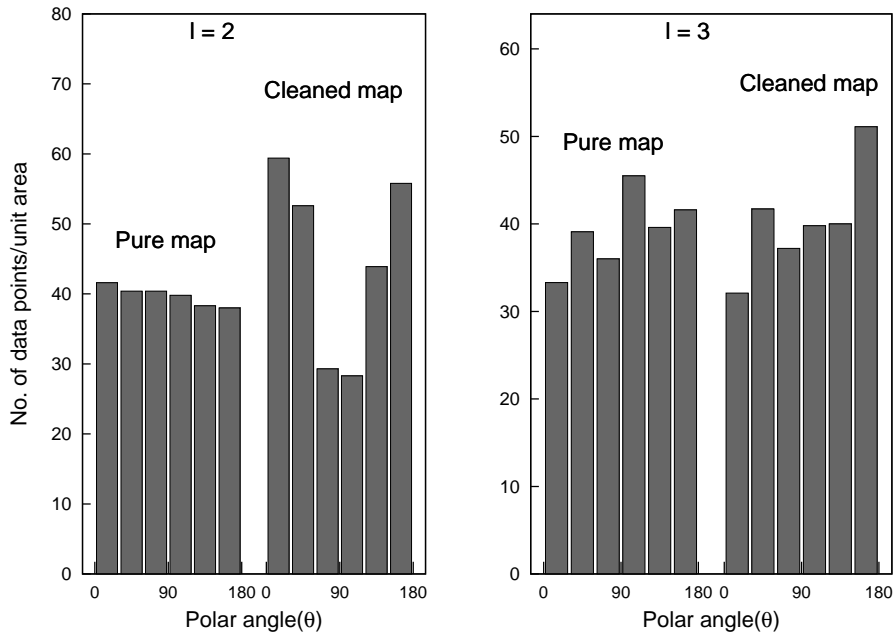 80
70
60
50
40
30
20
10
0
No. of data points/unit area
l = 2
Cleaned map
Pure map
0 90 180 0 90 180
Polar angle(θ)
60
50
40
30
20
10
0
l = 3
Cleaned map
Pure map
0 90 180 0 90 180
Polar angle(θ)